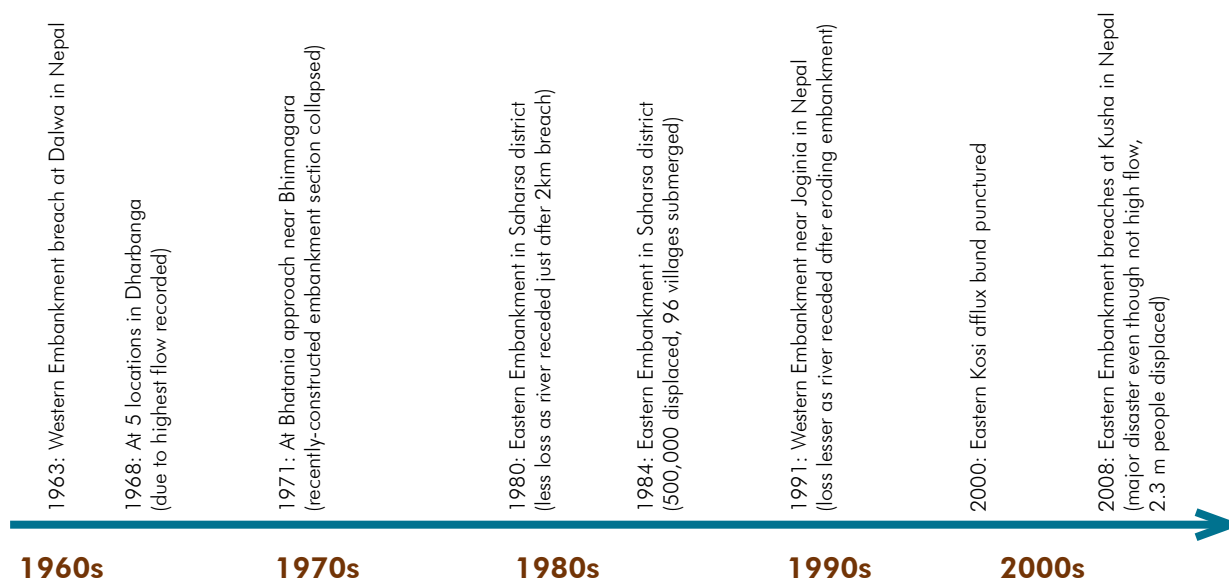 1963: Western Embankment breach at Dalwa in Nepal
1968: At 5 locations in Dharbanga
(due to highest flow recorded)
1971: At Bhatania approach near Bhimnagara
(recently-constructed embankment section collapsed)
1980: Eastern Embankment in Saharsa district
(less loss as river receded just after 2km breach)
1984: Eastern Embankment in Saharsa district
(500,000 displaced, 96 villages submerged)
1991: Western Embankment near Joginia in Nepal
(loss lesser as river receded after eroding embankment)
2000: Eastern Kosi afflux bund punctured
2008: Eastern Embankment breaches at Kusha in Nepal
(major disaster even though not high flow,
2.3 m people displaced)
1960s
1970s
1980s
1990s
2000s